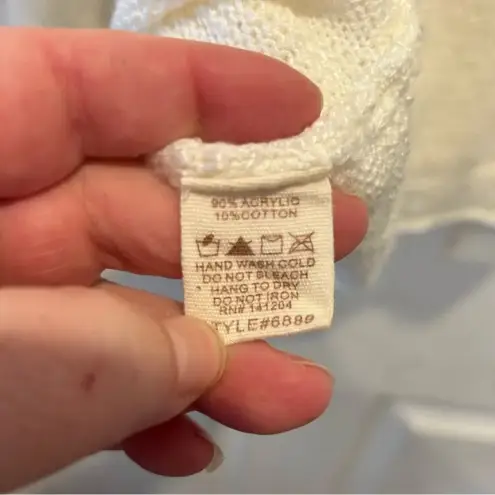 90% ACRYLIC
10% COTTON
HAND WASH COLD
DO NOT BLEACH
HANG TO DRY
DO NOT IRON
RN# 141204
STYLE#6889